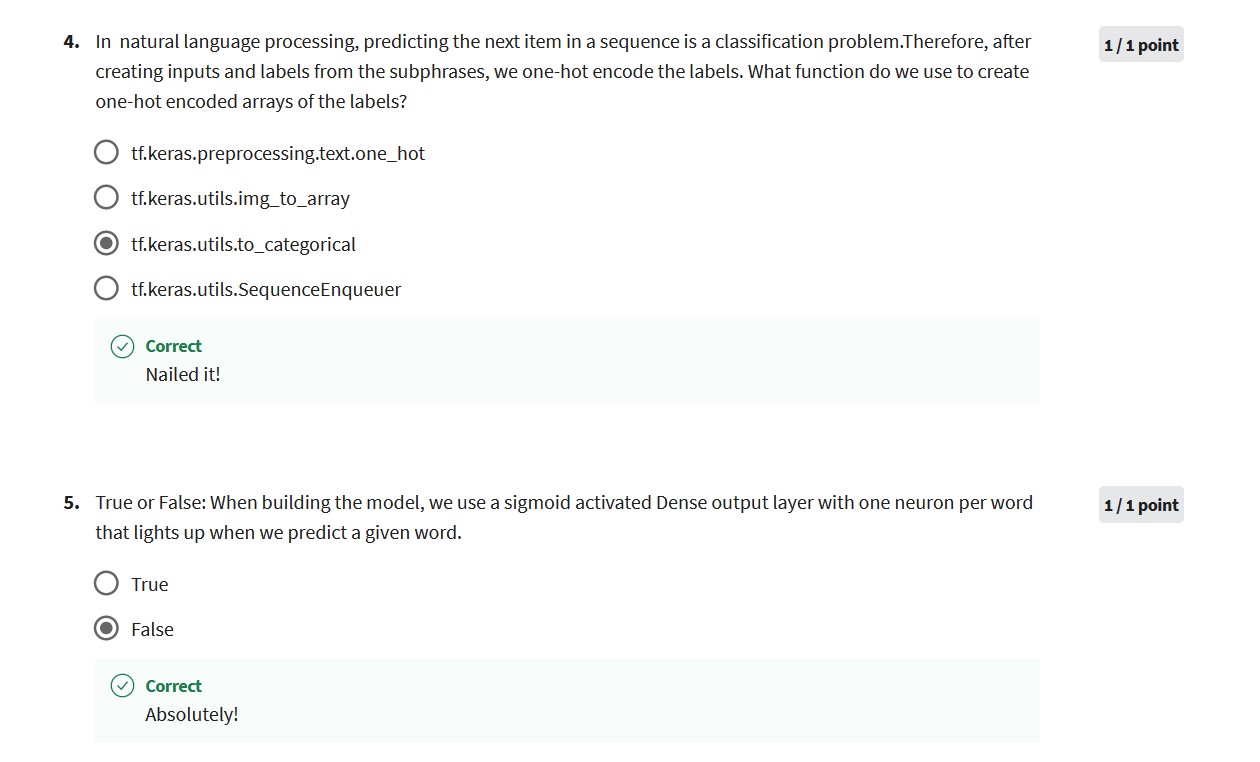 4. In natural language processing, predicting the next item in a sequence is a classification problem.Therefore, after
1 / 1 point
creating inputs and labels from the subphrases, we one-hot encode the labels. What function do we use to create
one-hot encoded arrays of the labels?
tf.keras.preprocessing.text.one_hot
tf.keras.utils.img_to_array
tf.keras.utils.to_categorical
tf.keras.utils.SequenceEnqueuer
Correct
Nailed it!
5. True or False: When building the model, we use a sigmoid activated Dense output layer with one neuron per word
1 / 1 point
that lights up when we predict a given word.
True
False
Correct
Absolutely!